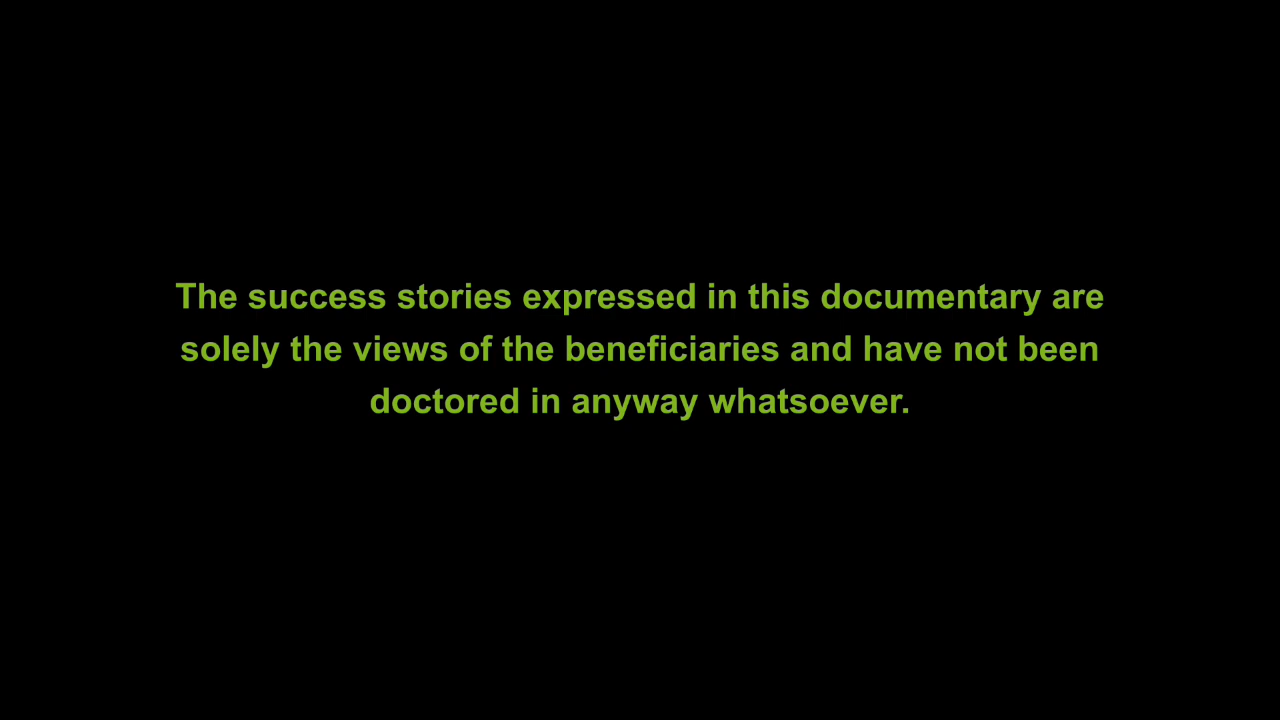 The success stories expressed in this documentary are
solely the views of the beneficiaries and have not been
doctored in anyway whatsoever.